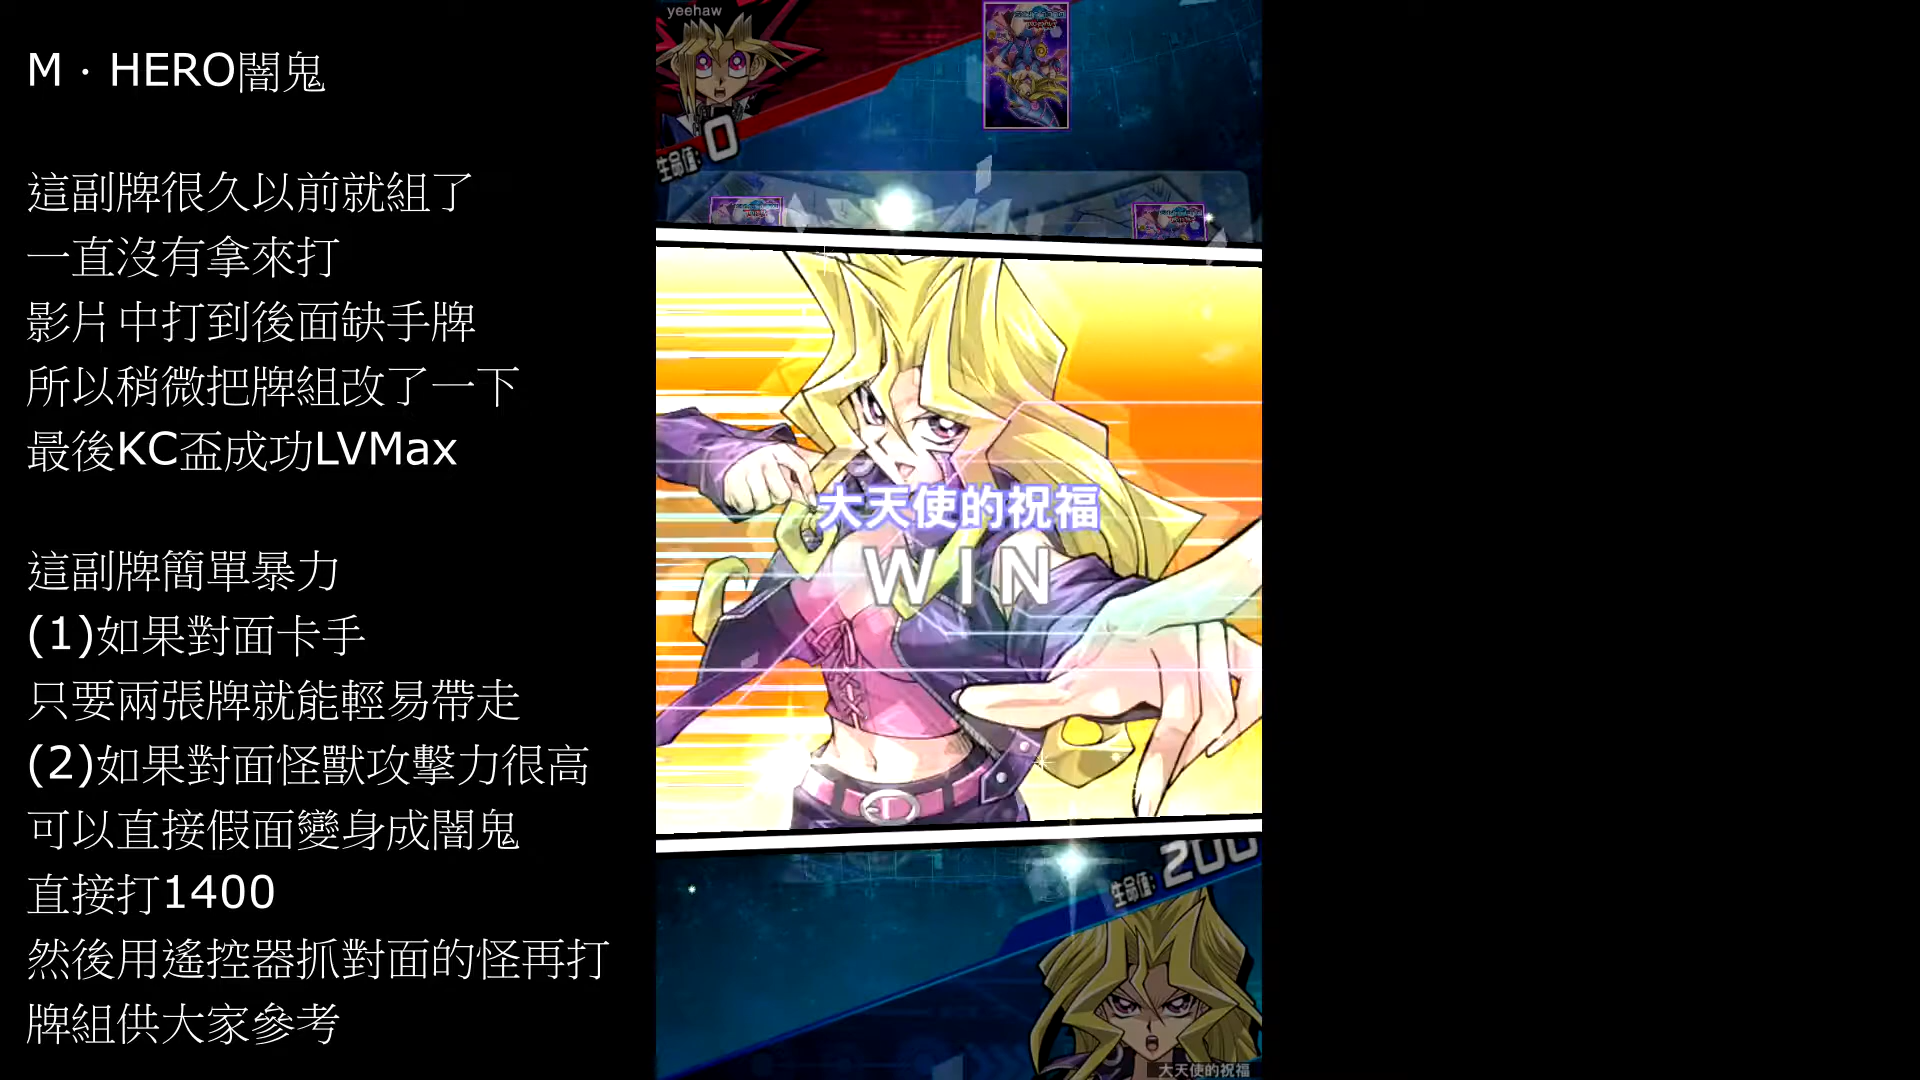 M · HERO闇鬼
這副牌很久以前就組了
一直沒有拿來打
影片中打到後面缺手牌
所以稍微把牌組改了一下
最後KC盃成功LVMax
這副牌簡單暴力
(1)如果對面卡手
只要兩張牌就能輕易帶走
(2)如果對面怪獸攻擊力很高
可以直接假面變身成闇鬼
直接打1400
然後用遙控器抓對面的怪再打
牌組供大家參考
yeehaw
生命值: 0
大天使的祝福
WIN
生命值: 200
大天使的祝福